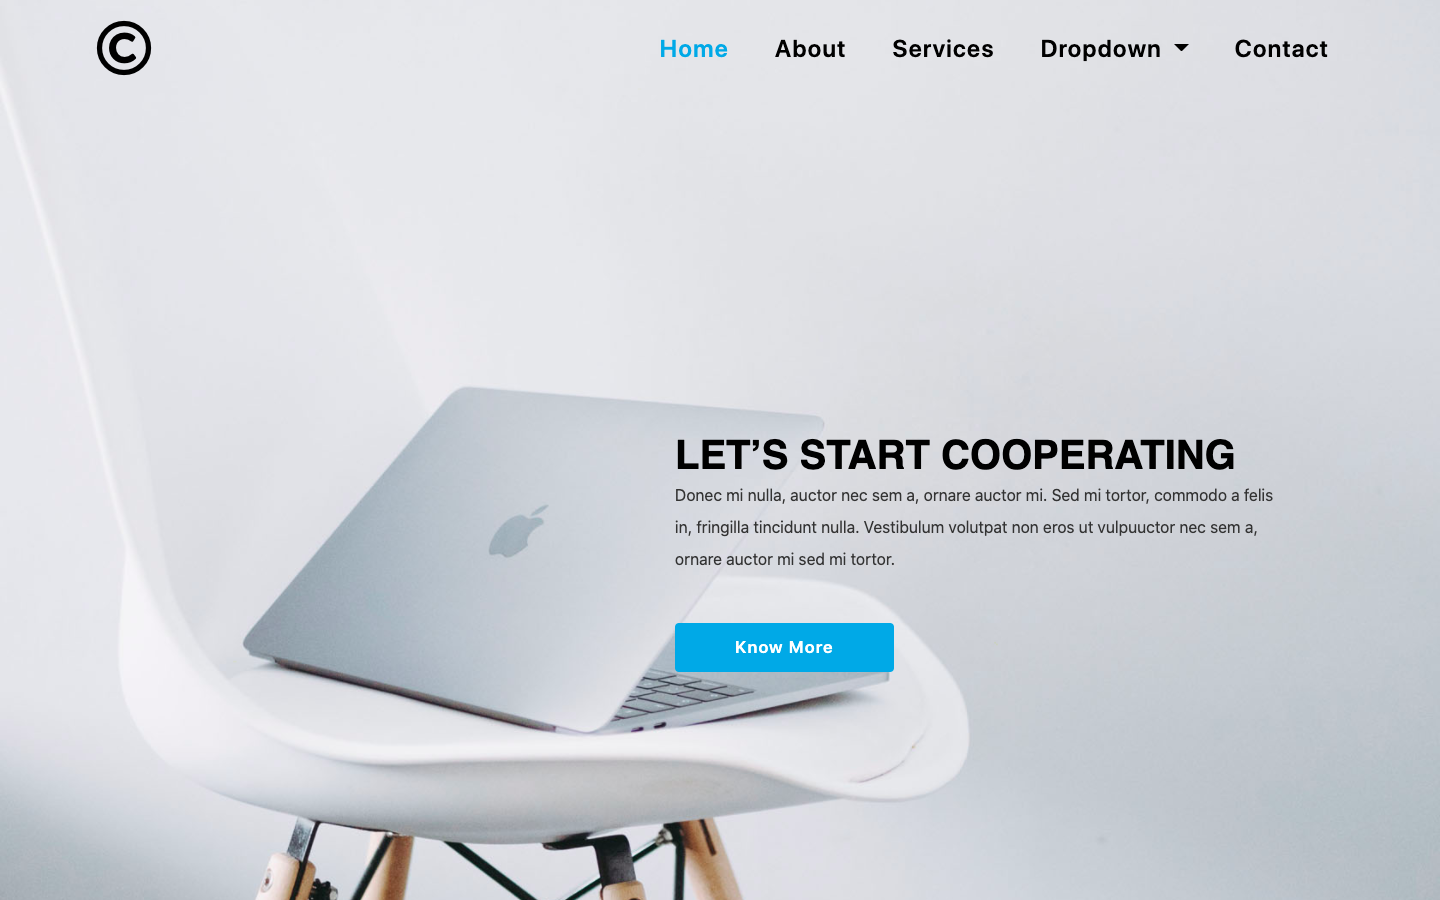 ©
Home About Services Dropdown Contact
LET’S START COOPERATING
Donec mi nulla, auctor nec sem a, ornare auctor mi. Sed mi tortor, commodo a felis
in, fringilla tincidunt nulla. Vestibulum volutpat non eros ut vulpuuctor nec sem a,
ornare auctor mi sed mi tortor.
Know More